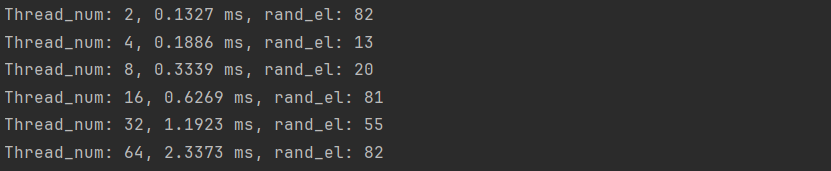 Thread_num: 2, 0.1327 ms, rand_el: 82
Thread_num: 4, 0.1886 ms, rand_el: 13
Thread_num: 8, 0.3339 ms, rand_el: 20
Thread_num: 16, 0.6269 ms, rand_el: 81
Thread_num: 32, 1.1923 ms, rand_el: 55
Thread_num: 64, 2.3373 ms, rand_el: 82